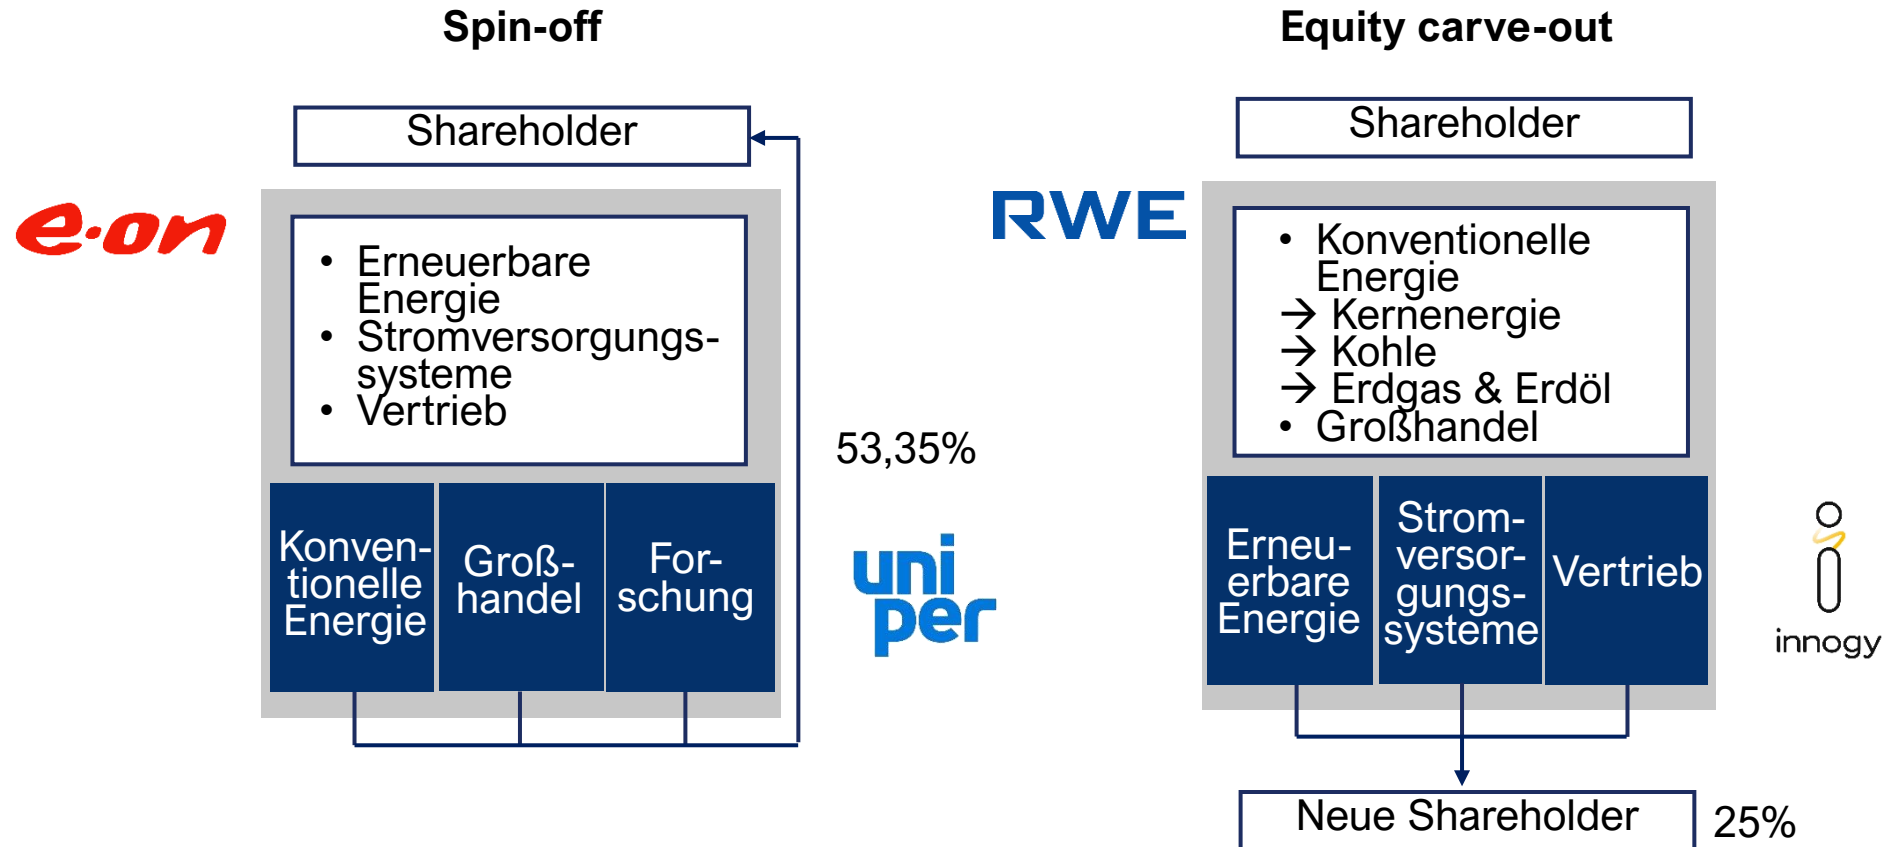 Spin-off
Shareholder
e·on
• Erneuerbare
Energie
• Stromversorgungs-
systeme
• Vertrieb
53,35%
Konven-
tionelle
Energie
Groß-
handel
For-
schung
uni
per
Equity carve-out
Shareholder
RWE
• Konventionelle
Energie
→ Kernenergie
→ Kohle
→ Erdgas & Erdöl
• Großhandel
Erneu-
erbare
Energie
Strom-
versor-
gungs-
systeme
Vertrieb
innogy
Neue Shareholder
25%